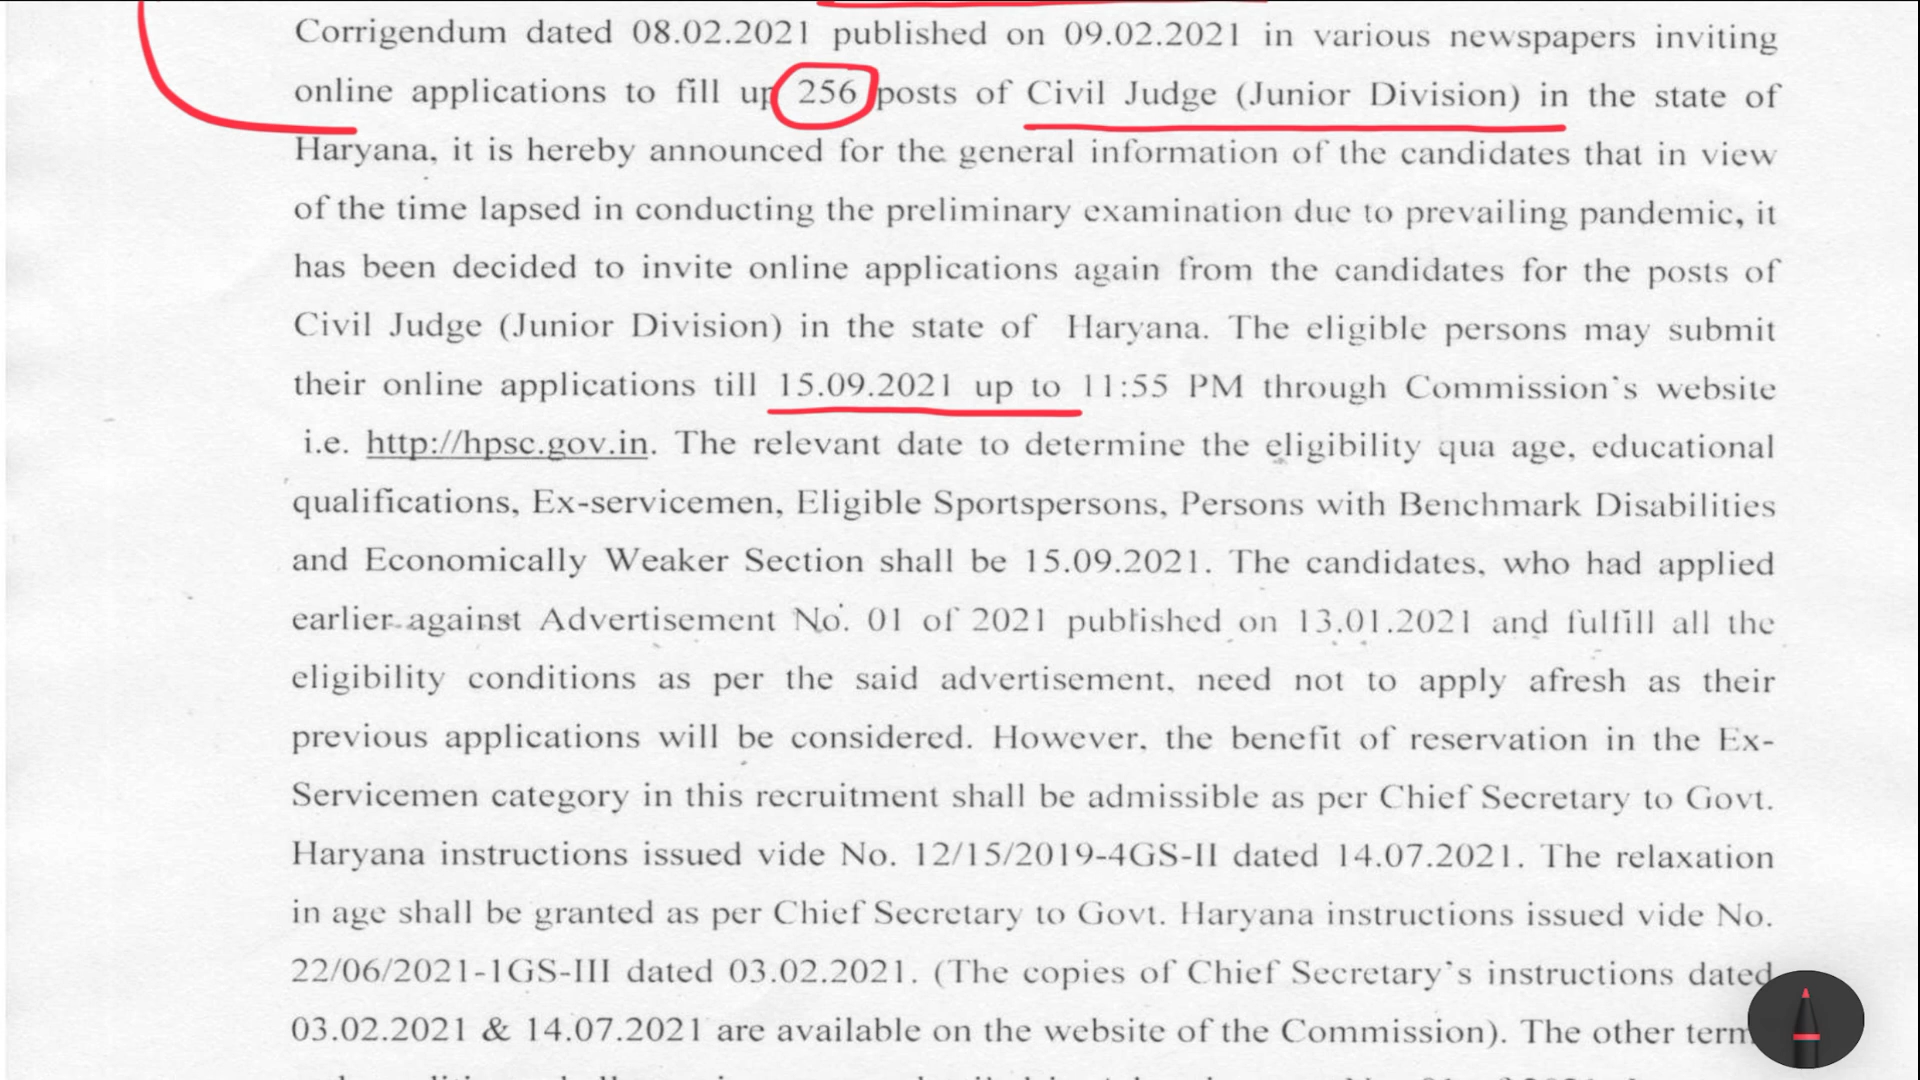 Corrigendum dated 08.02.2021 published on 09.02.2021 in various newspapers inviting
online applications to fill up 256 posts of Civil Judge (Junior Division) in the state of
Haryana, it is hereby announced for the general information of the candidates that in view
of the time lapsed in conducting the preliminary examination due to prevailing pandemic, it
has been decided to invite online applications again from the candidates for the posts of
Civil Judge (Junior Division) in the state of Haryana. The eligible persons may submit
their online applications till 15.09.2021 up to 11:55 PM through Commission's website
i.e. http://hpsc.gov.in. The relevant date to determine the eligibility qua age, educational
qualifications, Ex-servicemen, Eligible Sportspersons, Persons with Benchmark Disabilities
and Economically Weaker Section shall be 15.09.2021. The candidates, who had applied
earlier against Advertisement No. 01 of 2021 published on 13.01.2021 and fulfill all the
eligibility conditions as per the said advertisement, need not to apply afresh as their
previous applications will be considered. However, the benefit of reservation in the Ex-
Servicemen category in this recruitment shall be admissible as per Chief Secretary to Govt.
Haryana instructions issued vide No. 12/15/2019-4GS-II dated 14.07.2021. The relaxation
in age shall be granted as per Chief Secretary to Govt. Haryana instructions issued vide No.
22/06/2021-1GS-III dated 03.02.2021. (The copies of Chief Secretary's instructions dated
03.02.2021 & 14.07.2021 are available on the website of the Commission). The other term